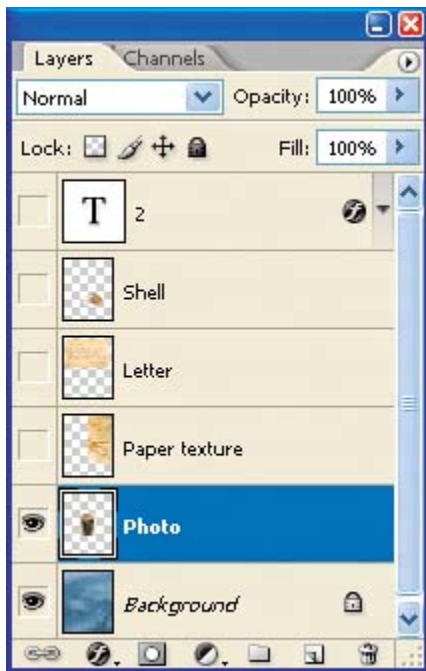 Layers Channels
Normal Opacity: 100%
Lock: Fill: 100%
T 2
Shell
Letter
Paper texture
Photo
Background